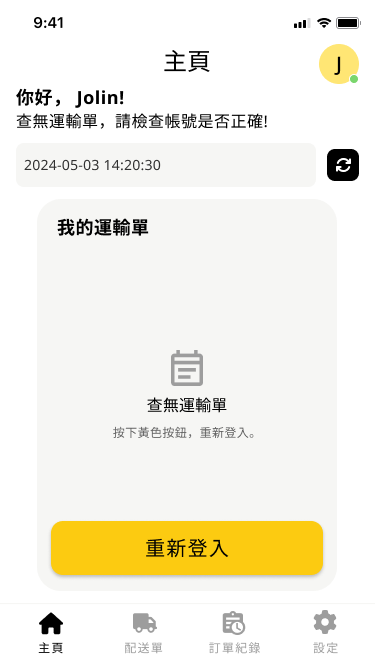 9:41
主頁
J
你好， Jolin!
查無運輸單，請檢查帳號是否正確!
2024-05-03 14:20:30
我的運輸單
查無運輸單
按下黃色按鈕，重新登入。
重新登入
主頁 配送單 訂單紀錄 設定